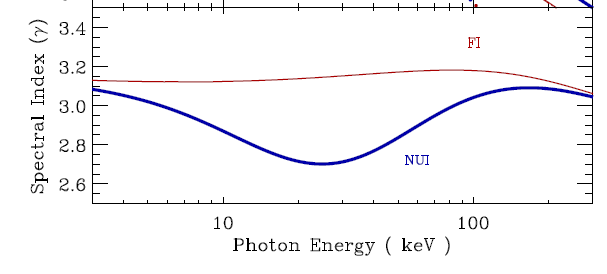 3.4
FI
3.2
3.0
2.8
NUI
2.6
Spectral Index (γ)
10
100
Photon Energy ( keV )